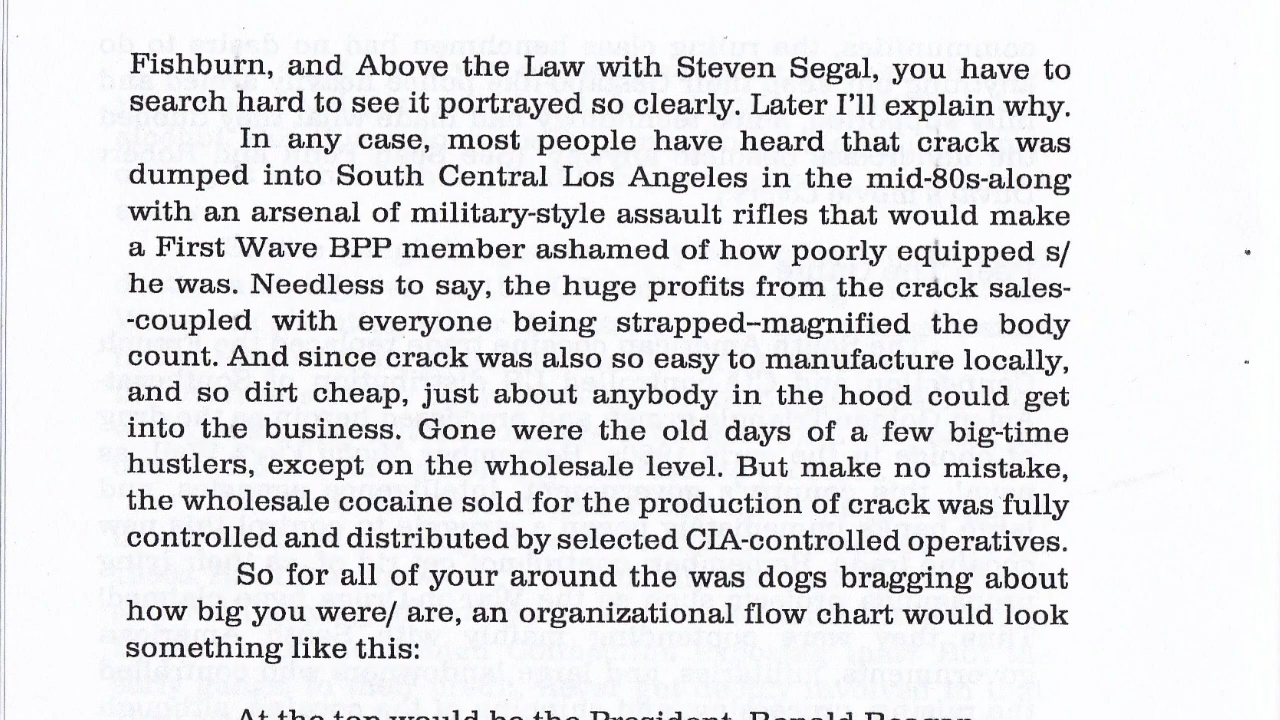 Fishburn, and Above the Law with Steven Segal, you have to
search hard to see it portrayed so clearly. Later I'll explain why.
In any case, most people have heard that crack was
dumped into South Central Los Angeles in the mid-80s-along
with an arsenal of military-style assault rifles that would make
a First Wave BPP member ashamed of how poorly equipped s/
he was. Needless to say, the huge profits from the crack sales-
-coupled with everyone being strapped–magnified the body
count. And since crack was also so easy to manufacture locally,
and so dirt cheap, just about anybody in the hood could get
into the business. Gone were the old days of a few big-time
hustlers, except on the wholesale level. But make no mistake,
the wholesale cocaine sold for the production of crack was fully
controlled and distributed by selected CIA-controlled operatives.
So for all of your around the was dogs bragging about
how big you were/ are, an organizational flow chart would look
something like this:
At the top would be the President, Ronald Reagan